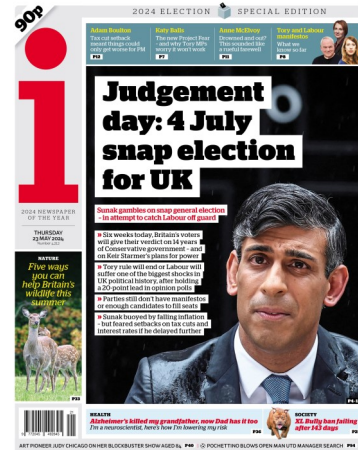 2024 ELECTION SPECIAL EDITION
90p
i
Adam Boulton
Tax cut setback
meant things could
only get worse for PM
P13
Katy Balls
The new Project Fear
– and why Tory MPs
worry it won't work
P7
Anne McElvoy
Drowned and out?
This sounded like
a rueful farewell
Tory and Labour
manifestos
What we
know so far
P8
Judgement
day: 4 July
snap election
for UK
2024 NEWSPAPER
OF THE YEAR
THURSDAY
23 MAY 2024
Sunak gambles on snap general election
– in attempt to catch Labour off guard
» Six weeks today, Britain's voters
will give their verdict on 14 years
of Conservative government – and
on Keir Starmer's plans for power
» Tory rule will end or Labour will
suffer one of the biggest shocks in
UK political history, after holding
a 20-point lead in opinion polls
» Parties still don't have manifestos
or enough candidates to fill seats
» Sunak buoyed by falling inflation
– but feared setbacks on tax cuts and
interest rates if he delayed further
NATURE
Five ways
you can
help Britain's
wildlife this
summer
P33
HEALTH
Alzheimer's killed my grandfather, now Dad has it too
I'm a neuroscientist, here's how I'm lowering my risk
SOCIETY
XL Bully ban failing
after 143 days
ART PIONEER JUDY CHICAGO ON HER BLOCKBUSTER SHOW AGED 84 P40 | POCHETTINO BLOWS OPEN MAN UTD MANAGER SEARCH P54